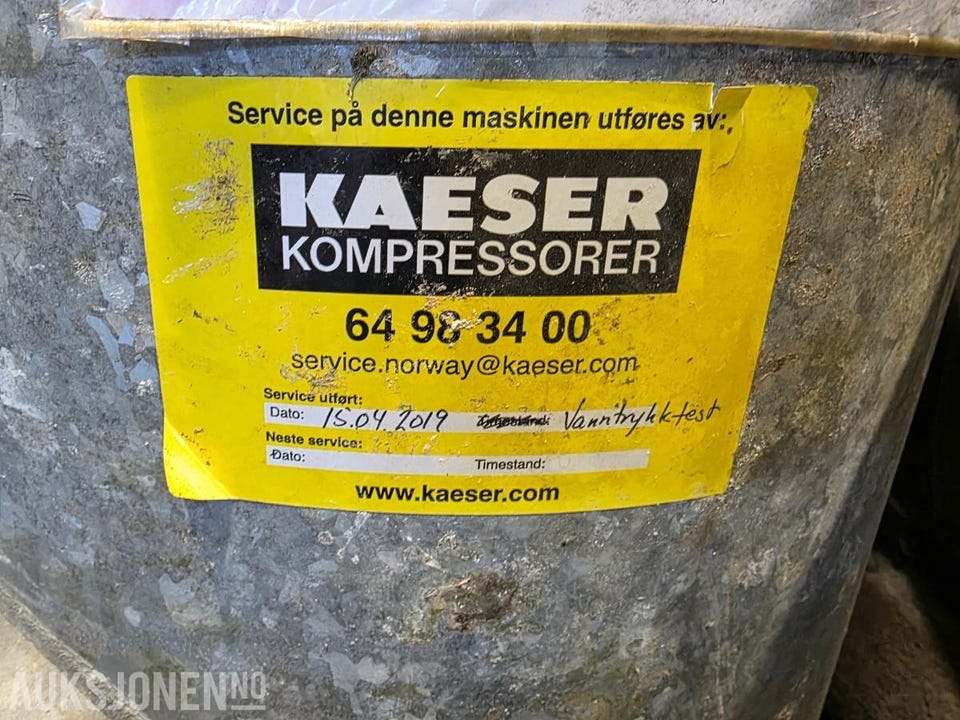 Service på denne maskinen utføres av:
KAESER
KOMPRESSORER
64 98 34 00
service.norway@kaeser.com
Service utført:
Dato: 15.04.2019 Vanntrykktest
Neste service:
Dato: Timestand:
www.kaeser.com
AUKSJONEN.NO